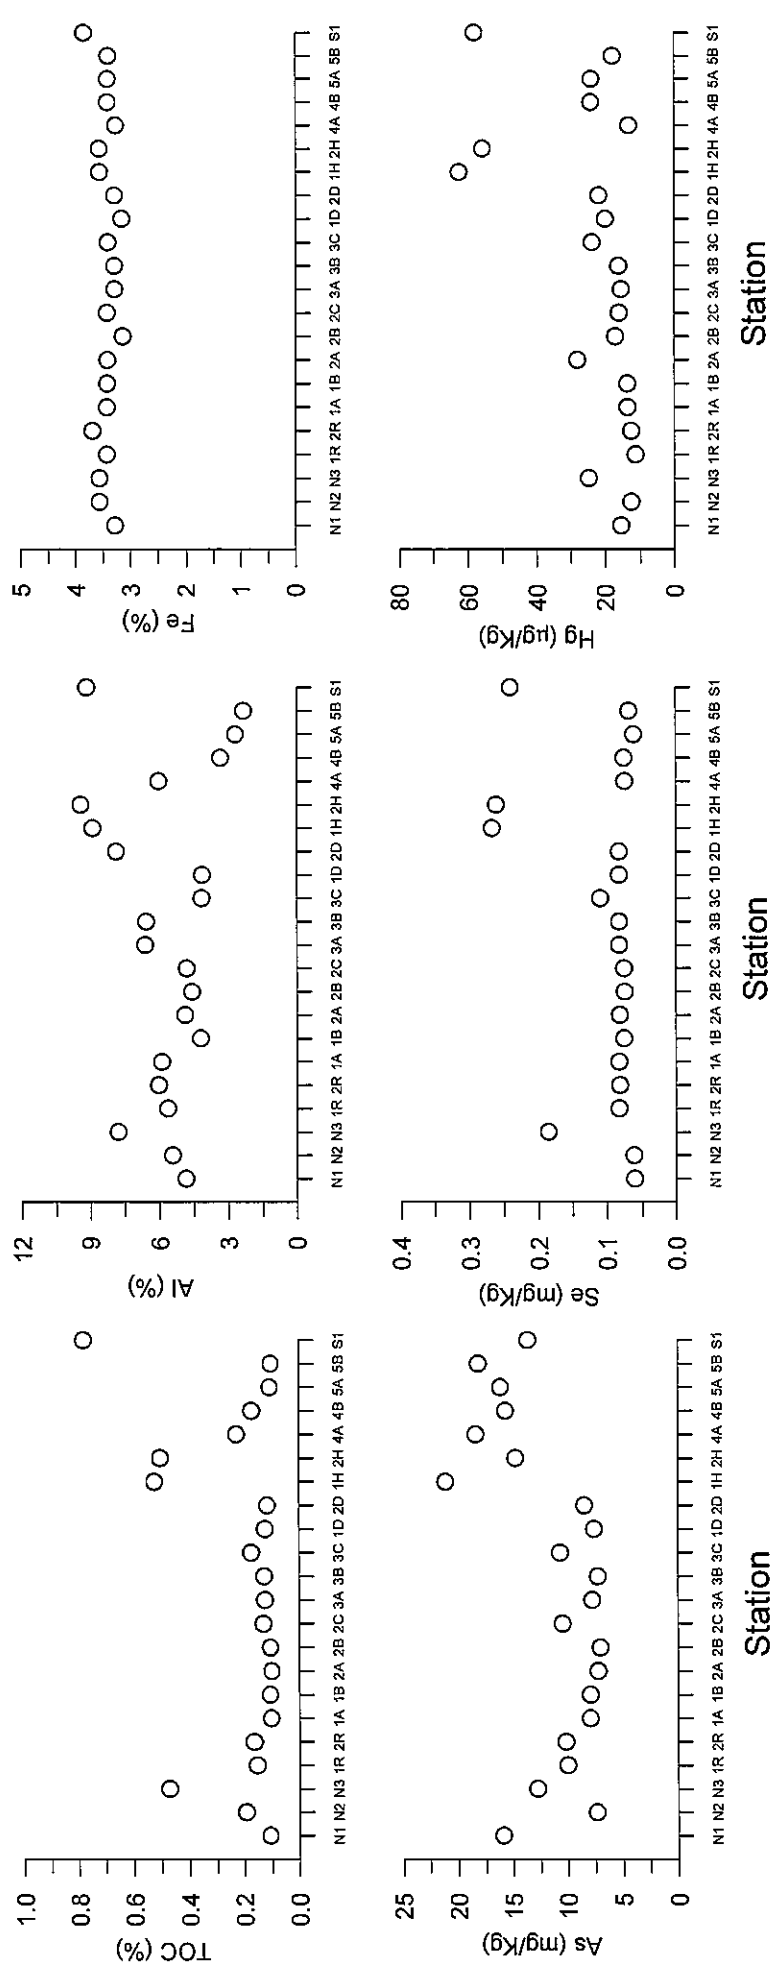 TOC (%)
1.0
0.8
0.6
0.4
0.2
0.0
N1 N2 N3 1R 2R 1A 1B 2A 2B 2C 3A 3B 3C 1D 2D 1H 2H 4A 4B 5A 5B S1
Al (%)
12
9
6
3
0
N1 N2 N3 1R 2R 1A 1B 2A 2B 2C 3A 3B 3C 1D 2D 1H 2H 4A 4B 5A 5B S1
Fe (%)
5
4
3
2
1
0
N1 N2 N3 1R 2R 1A 1B 2A 2B 2C 3A 3B 3C 1D 2D 1H 2H 4A 4B 5A 5B S1
As (mg/Kg)
25
20
15
10
5
0
N1 N2 N3 1R 2R 1A 1B 2A 2B 2C 3A 3B 3C 1D 2D 1H 2H 4A 4B 5A 5B S1
Station
Se (mg/Kg)
0.4
0.3
0.2
0.1
0.0
N1 N2 N3 1R 2R 1A 1B 2A 2B 2C 3A 3B 3C 1D 2D 1H 2H 4A 4B 5A 5B S1
Station
Hg (µg/Kg)
80
60
40
20
0
N1 N2 N3 1R 2R 1A 1B 2A 2B 2C 3A 3B 3C 1D 2D 1H 2H 4A 4B 5A 5B S1
Station